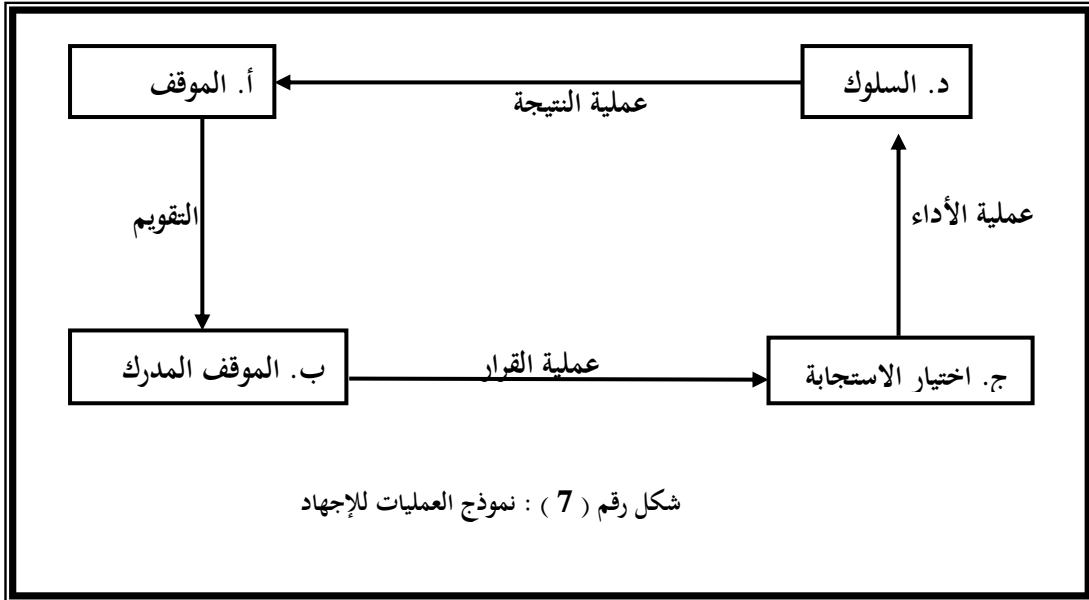 أ. الموقف
د. السلوك
عملية النتيجة
التقويم
عملية الأداء
ب. الموقف المدرك
عملية القرار
ج. اختيار الاستجابة
شكل رقم ( 7 ) : نموذج العمليات للإجهاد